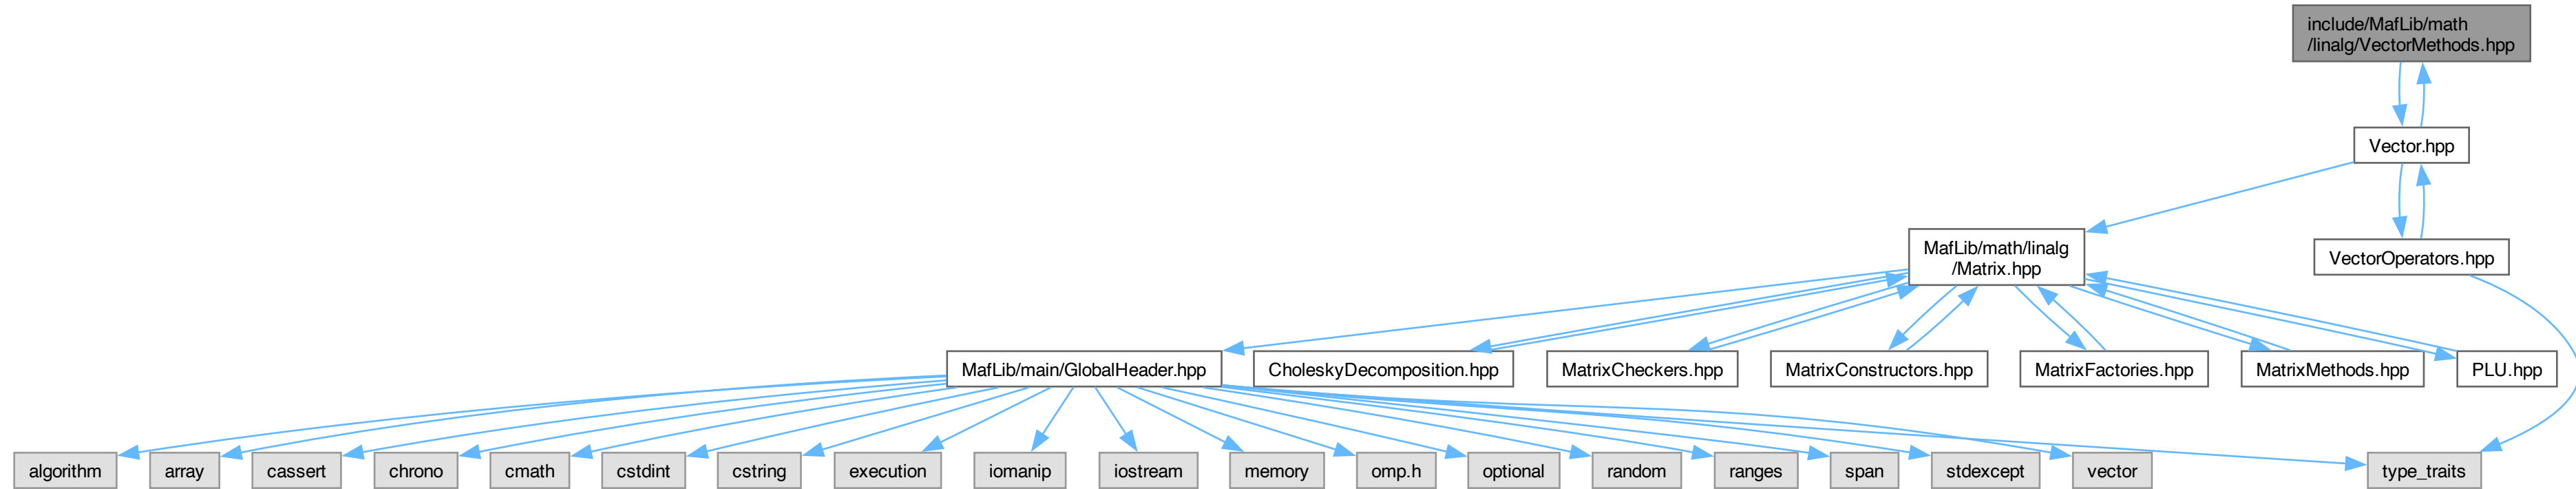 include/MafLib/math
/linalg/VectorMethods.hpp
Vector.hpp
MafLib/math/linalg
/Matrix.hpp
VectorOperators.hpp
MafLib/main/GlobalHeader.hpp
CholeskyDecomposition.hpp
MatrixCheckers.hpp
MatrixConstructors.hpp
MatrixFactories.hpp
MatrixMethods.hpp
PLU.hpp
algorithm
array
cassert
chrono
cmath
cstdint
cstring
execution
iomanip
iostream
memory
omp.h
optional
random
ranges
span
stdexcept
vector
type_traits